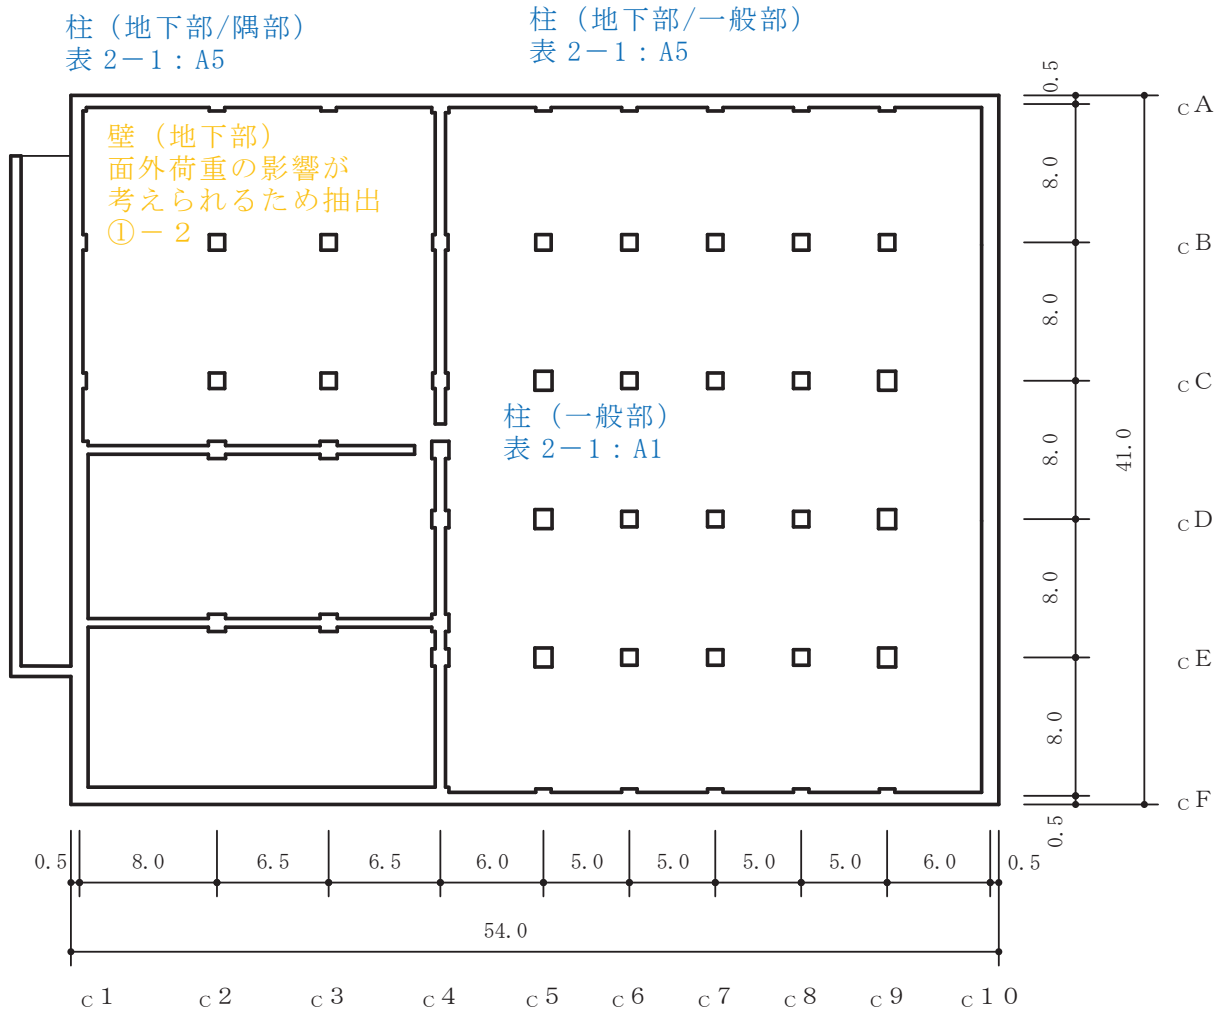 柱（地下部/隅部）
表２－１：A5
柱（地下部/一般部）
表２－１：A5
壁（地下部）
面外荷重の影響が
考えられるため抽出
①－２
柱（一般部）
表２－１：A1
0.5
cA
8.0
cB
8.0
cC
8.0
41.0
cD
8.0
cE
8.0
cF
0.5
0.5 8.0 6.5 6.5 6.0 5.0 5.0 5.0 5.0 6.0 0.5
54.0
c1 c2 c3 c4 c5 c6 c7 c8 c9 c10